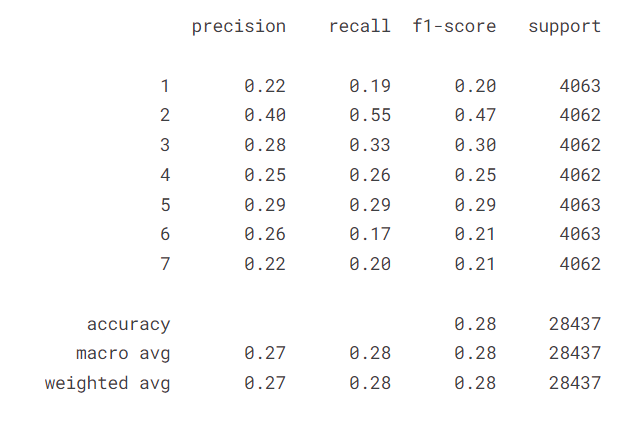 precision recall f1-score support
1 0.22 0.19 0.20 4063
2 0.40 0.55 0.47 4062
3 0.28 0.33 0.30 4062
4 0.25 0.26 0.25 4062
5 0.29 0.29 0.29 4063
6 0.26 0.17 0.21 4063
7 0.22 0.20 0.21 4062
accuracy 0.28 28437
macro avg 0.27 0.28 0.28 28437
weighted avg 0.27 0.28 0.28 28437